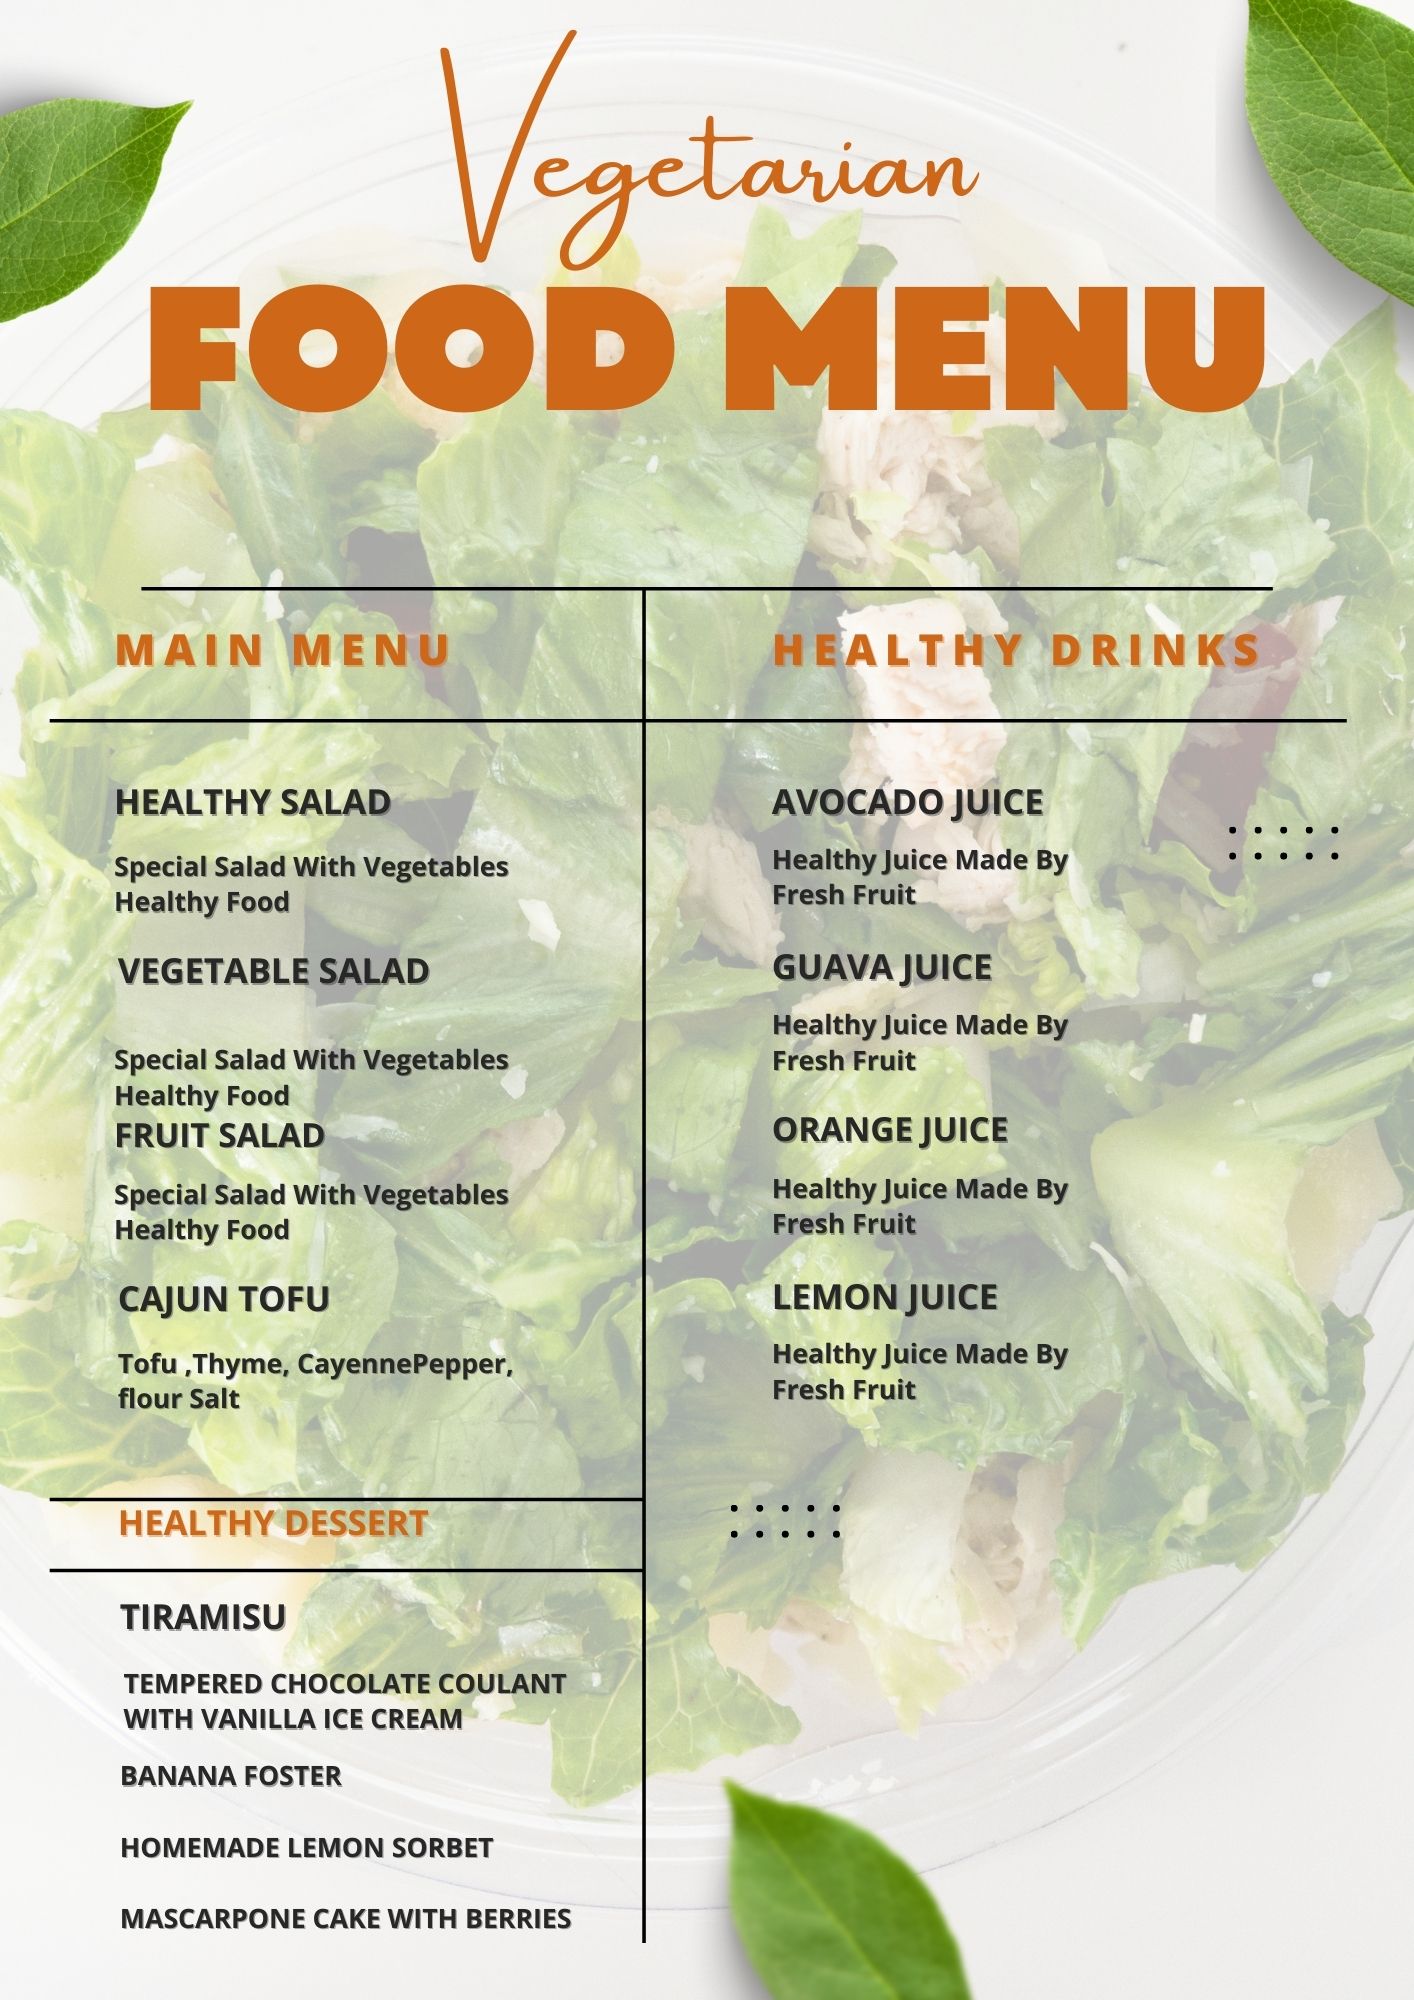 Vegetarian
FOOD MENU
MAIN MENU
HEALTHY SALAD
Special Salad With Vegetables
Healthy Food
VEGETABLE SALAD
Special Salad With Vegetables
Healthy Food
FRUIT SALAD
Special Salad With Vegetables
Healthy Food
CAJUN TOFU
Tofu ,Thyme, CayennePepper,
flour Salt
HEALTHY DESSERT
TIRAMISU
TEMPERED CHOCOLATE COULANT
WITH VANILLA ICE CREAM
BANANA FOSTER
HOMEMADE LEMON SORBET
MASCARPONE CAKE WITH BERRIES
HEALTHY DRINKS
AVOCADO JUICE
Healthy Juice Made By
Fresh Fruit
GUAVA JUICE
Healthy Juice Made By
Fresh Fruit
ORANGE JUICE
Healthy Juice Made By
Fresh Fruit
LEMON JUICE
Healthy Juice Made By
Fresh Fruit